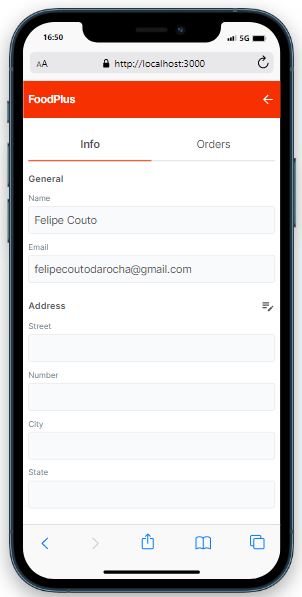 16:50
5G
AA
http://localhost:3000
FoodPlus
Info
Orders
General
Name
Felipe Couto
Email
felipecoutodarocha@gmail.com
Address
Street
Number
City
State